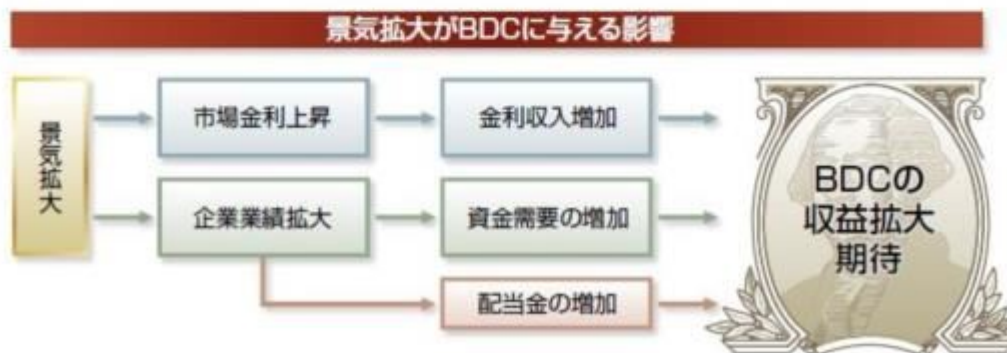 景気拡大がBDCに与える影響
景気拡大
市場金利上昇
金利収入増加
企業業績拡大
資金需要の増加
配当金の増加
BDCの
収益拡大
期待